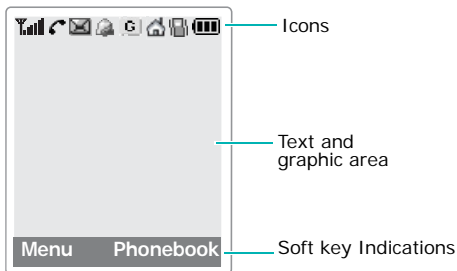 G
Icons
Text and
graphic area
Menu Phonebook
Soft key Indications